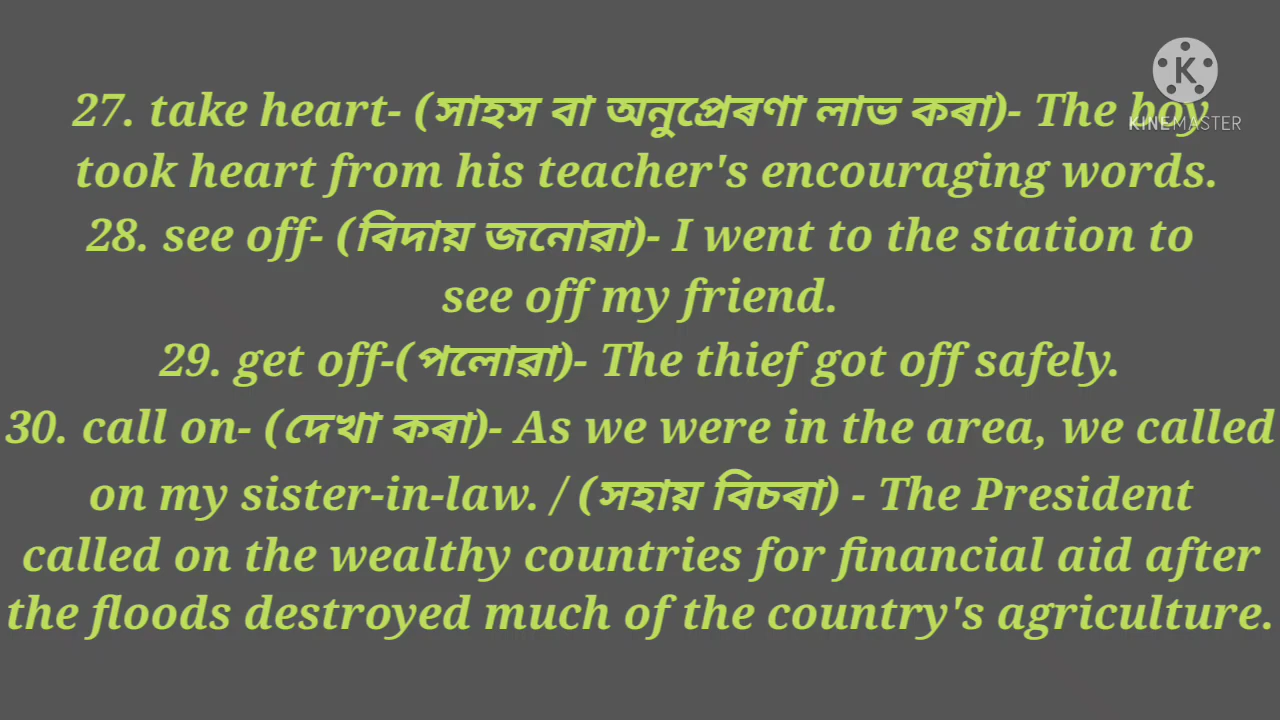 27. take heart- (সাহস বা অনুপ্ৰেৰণা লাভ কৰা)- The boy
KINEMASTER
took heart from his teacher's encouraging words.
28. see off- (বিদায় জনোৱা)- I went to the station to
see off my friend.
29. get off-(পলোৱা)- The thief got off safely.
30. call on- (দেখা কৰা)- As we were in the area, we called
on my sister-in-law. / (সহায় বিচৰা) - The President
called on the wealthy countries for financial aid after
the floods destroyed much of the country's agriculture.